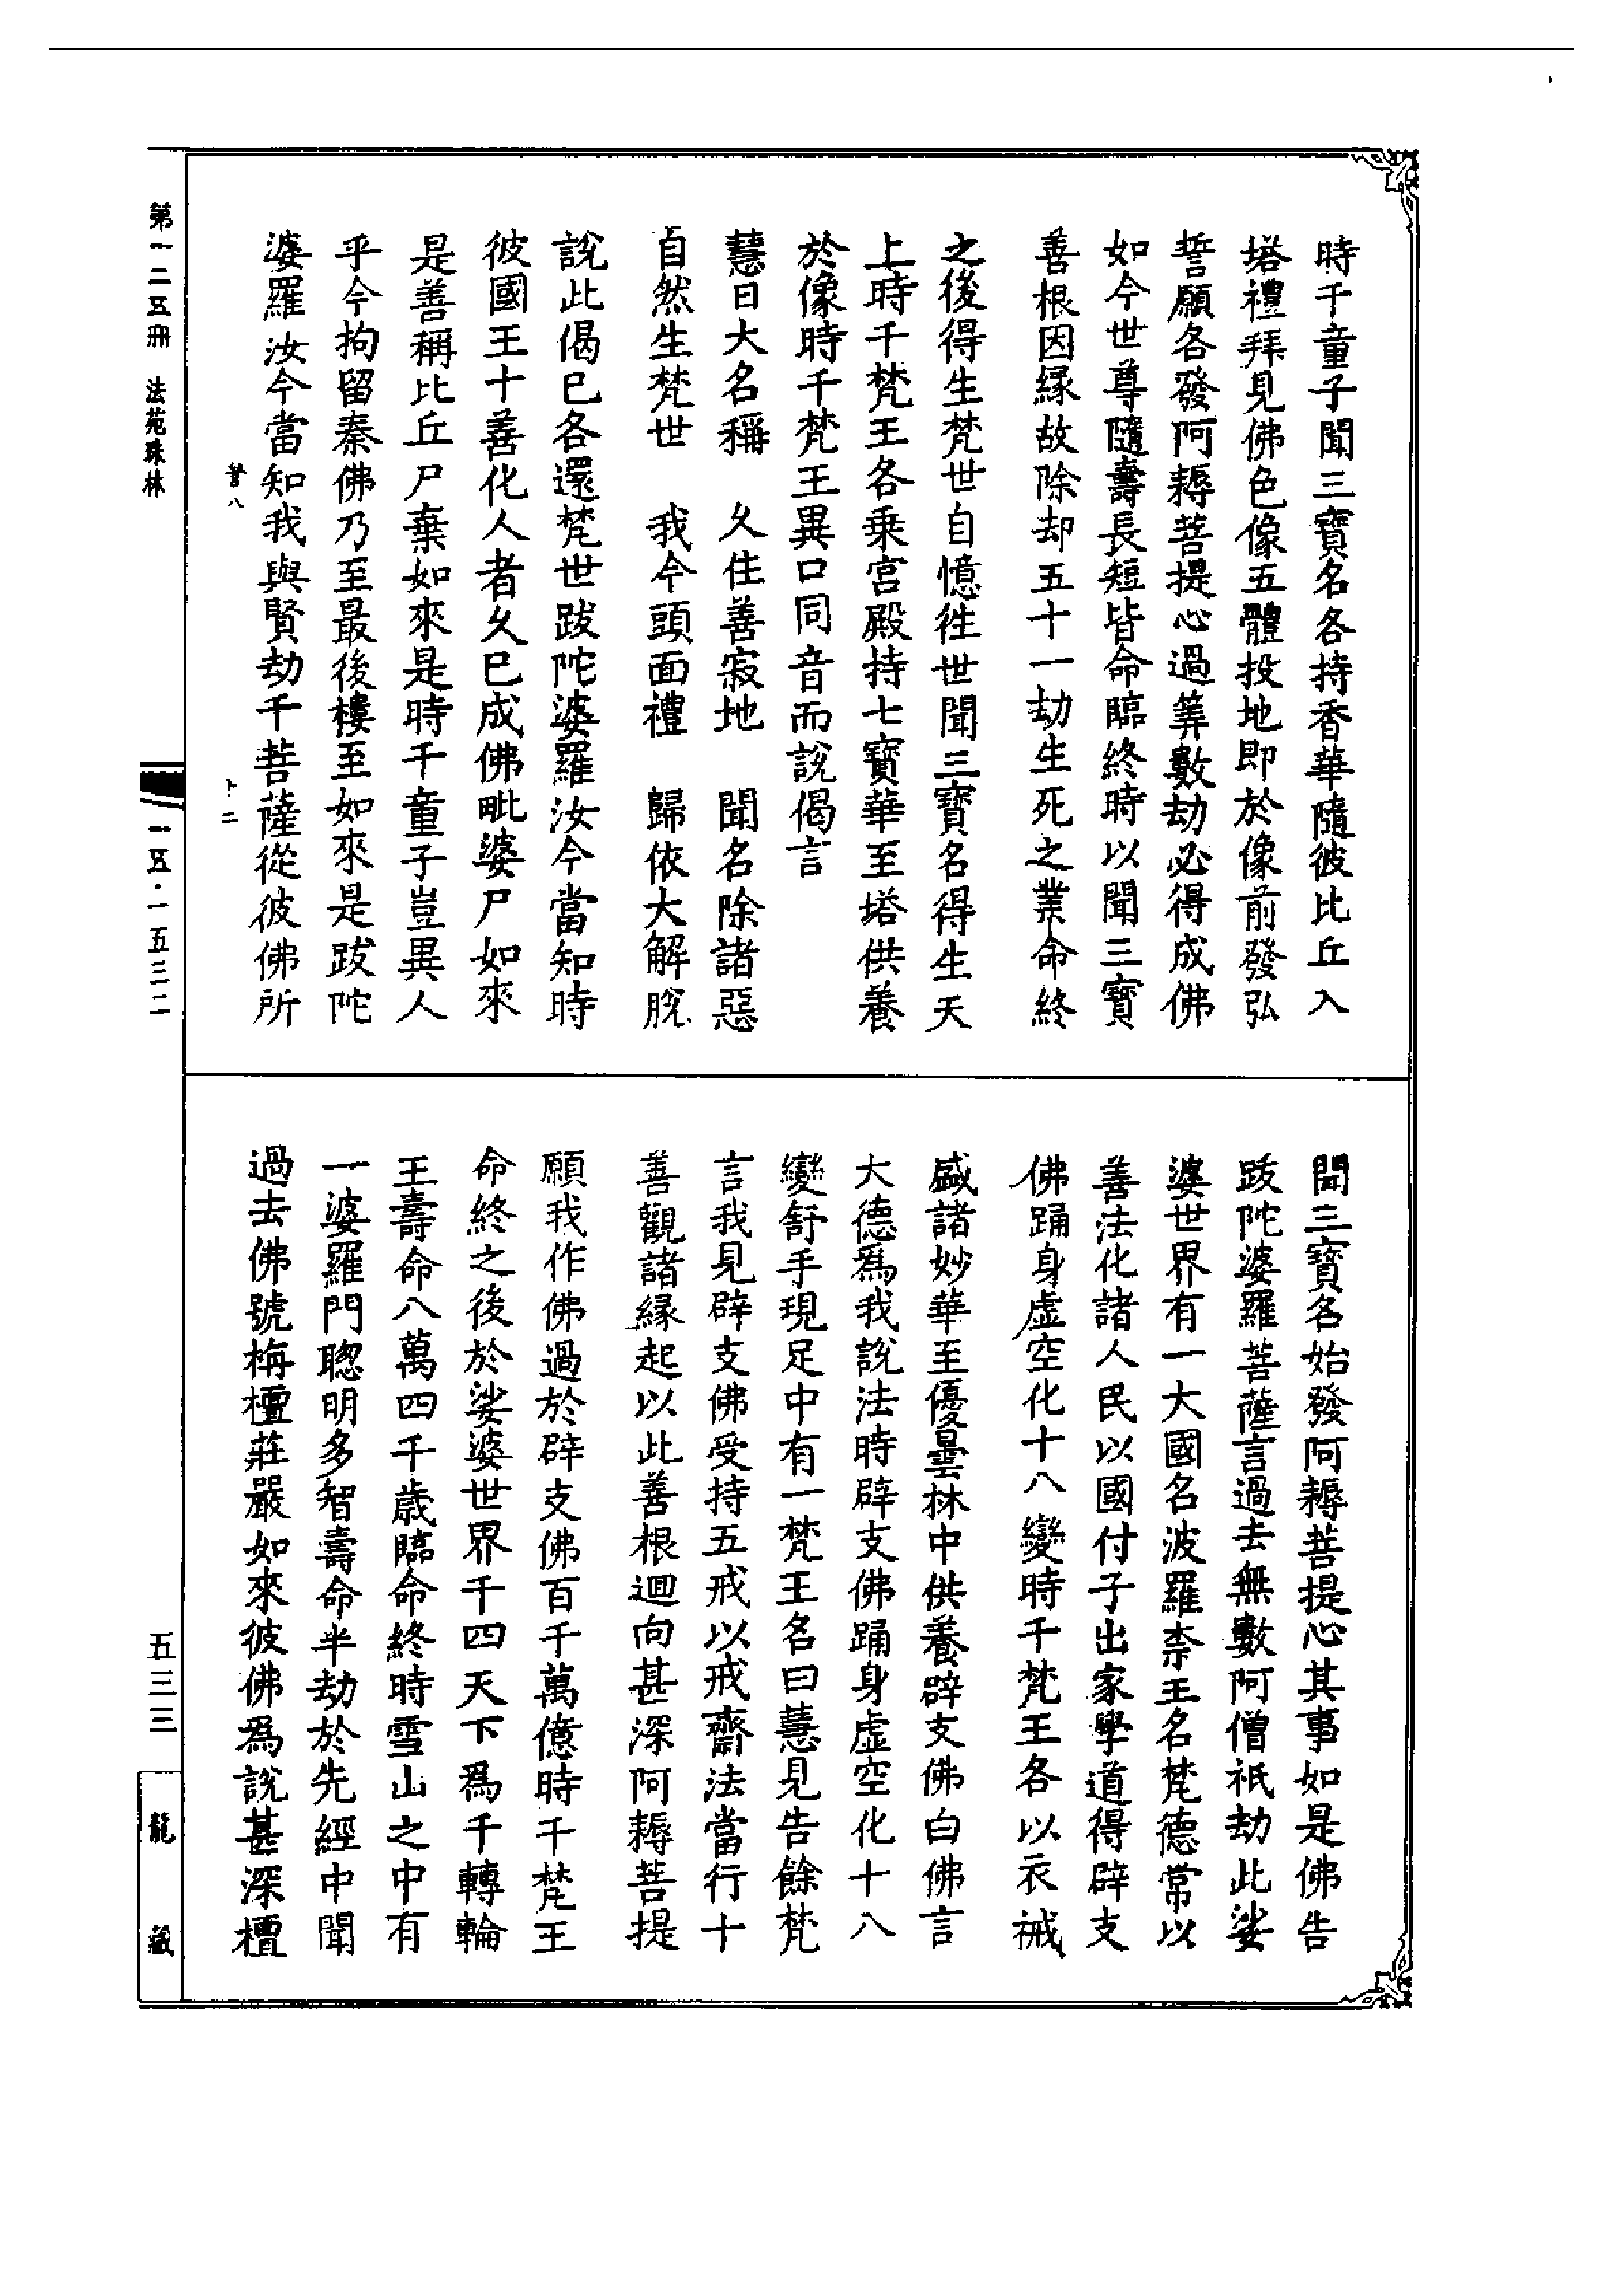 時千童子聞三寶名各持香華隨彼比丘入
塔禮拜見佛色像五體投地即於像前發弘
誓願各發阿耨菩提心過筭數劫必得成佛
如今世尊隨壽長短皆命臨終時以聞三寶
善根因緣故除却五十一劫生死之業命終
之後得生梵世自憶往世聞三寶名得生天
上時千梵王各乘宮殿持七寶華至塔供養
於像時千梵王異口同音而說偈言
慧日大名稱　久住善寂地　聞名除諸惡
自然生梵世　我今頭面禮　歸依大解脫
說此偈已各還梵世跋陀婆羅汝今當知時
彼國王十善化人者久已成佛毗婆尸如來
是善稱比丘尸棄如來是時千童子豈異人
乎今拘留秦佛乃至最後樓至如來是跋陀
婆羅汝今當知我與賢劫千菩薩從彼佛所
聞三寶名始發阿耨菩提心其事如是佛告
跋陀婆羅菩薩言過去無數阿僧祇劫此娑
婆世界有一大國名波羅柰王名梵德常以
善法化諸人民以國付子出家學道得辟支
佛踊身虛空化十八變時千梵王各以衣祴
盛諸妙華至優曇林中供養辟支佛白佛言
大德爲我說法時辟支佛踊身虛空化十八
變舒手現足中有一梵王名曰慧見告餘梵
言我見辟支佛受持五戒以戒齋法當行十
善觀諸緣起以此善根迴向甚深阿耨菩提
願我作佛過於辟支佛百千萬億時千梵王
命終之後於娑婆世界千四天下爲千轉輪
王壽命八萬四千歲臨命終時雪山之中有
一婆羅門聰明多智壽命半劫於先經中聞
過去佛號栴檀莊嚴如來彼佛爲說甚深檀
第一二五冊　法苑珠林
一五·一五三二
五三三
龍藏